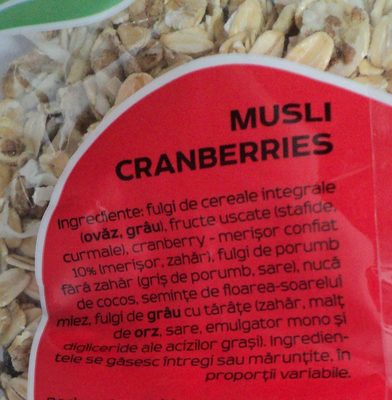 MUSLI
CRANBERRIES
Ingrediente: fulgi de cereale integrale
(ovăz, grâu), fructe uscate (stafide,
curmale), cranberry - merișor confiat
10% (merișor, zahăr), fulgi de porumb
fără zahăr (griș de porumb, sare), nucă
de cocos, semințe de floarea-soarelui
miez, fulgi de grâu cu tărâțe (zahăr, malț
de orz, sare, emulgator mono și
digliceride ale acizilor grași). Ingredien-
tele se găsesc întregi sau mărunțite, în
proporții variabile.